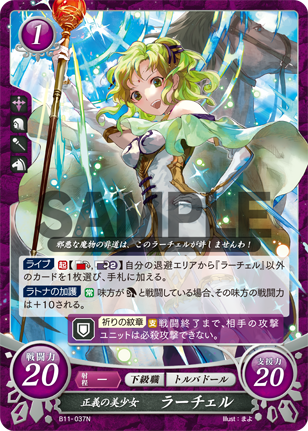 1
SAMPLE
邪悪な魔物の非道は、このラーチェルが許しませんわ!
ライブ 起 自分の退避エリアから『ラーチェル』以外
のカードを1枚選び、手札に加える。
ラトナの加護 常 味方が と戦闘している場合、その味方の戦闘力
は+10される。
祈りの紋章 支 戦闘終了まで、相手の攻撃
ユニットは必殺攻撃できない。
戦闘力
20
射程 一 下級職 トルバドール
正義の美少女 ラーチェル
支援力
20
B11-037N
Illust:まよ